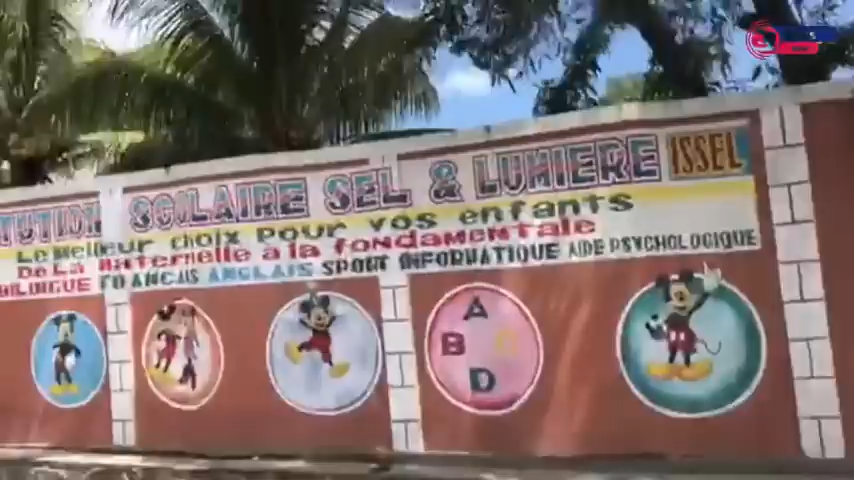 TUTION SCOLAIRE SEL & LUMIERE ISSEL
Le meilleur choix pour vos enfants
De la maternelle à la fondamentale
BILINGUE FRANCAIS ANGLAIS SPORT INFORMATIQUE AIDE PSYCHOLOGIQUE
A
B C
D